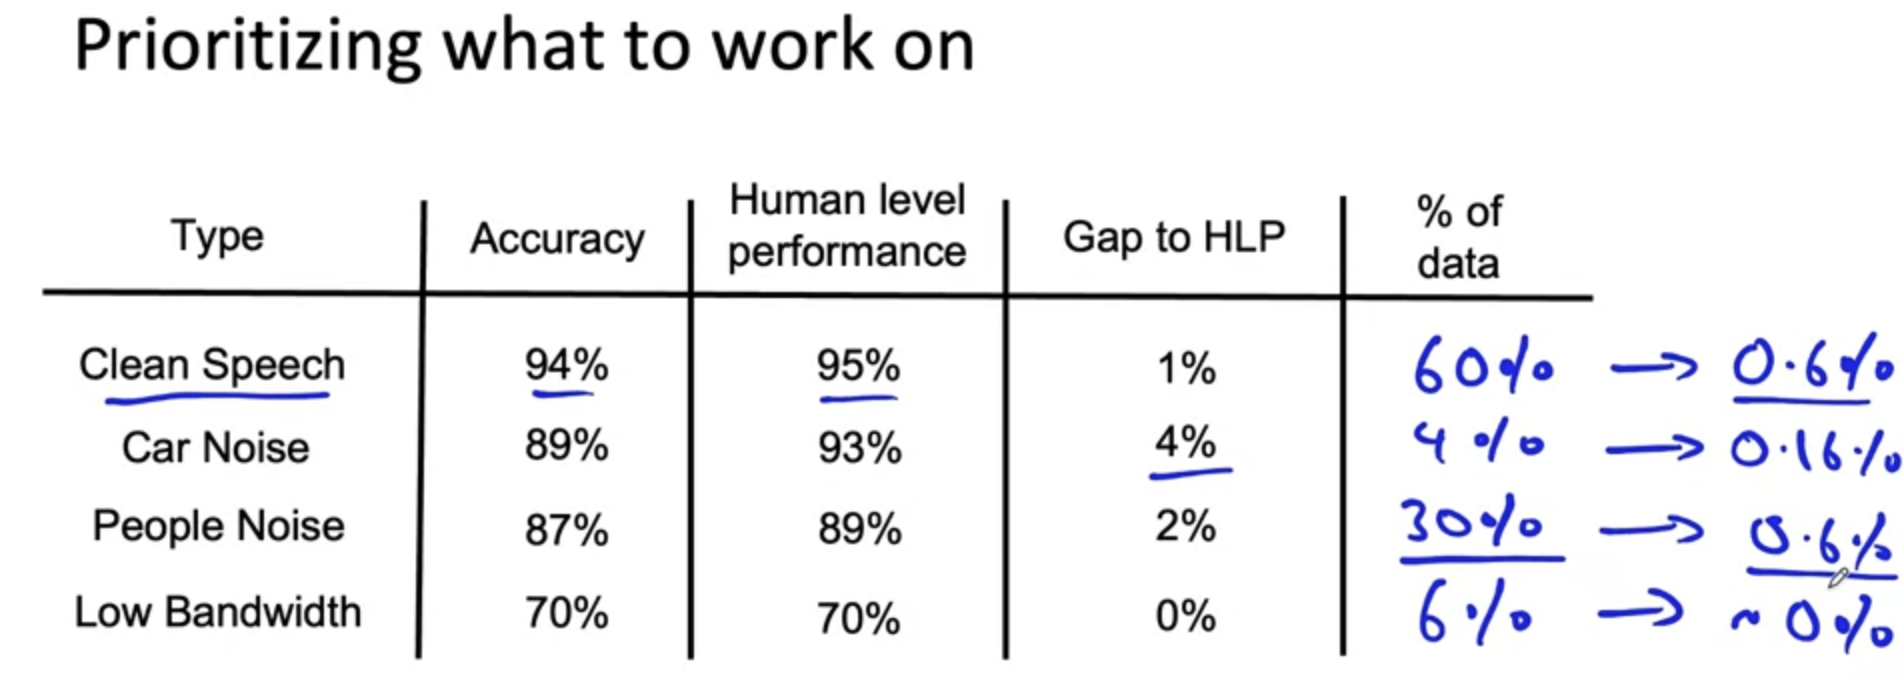 Prioritizing what to work on
Type Accuracy Human level performance Gap to HLP % of data
Clean Speech 94% 95% 1% 60% → 0.6%
Car Noise 89% 93% 4% 4% → 0.16%
People Noise 87% 89% 2% 30% → 0.6%
Low Bandwidth 70% 70% 0% 6% → ~0%